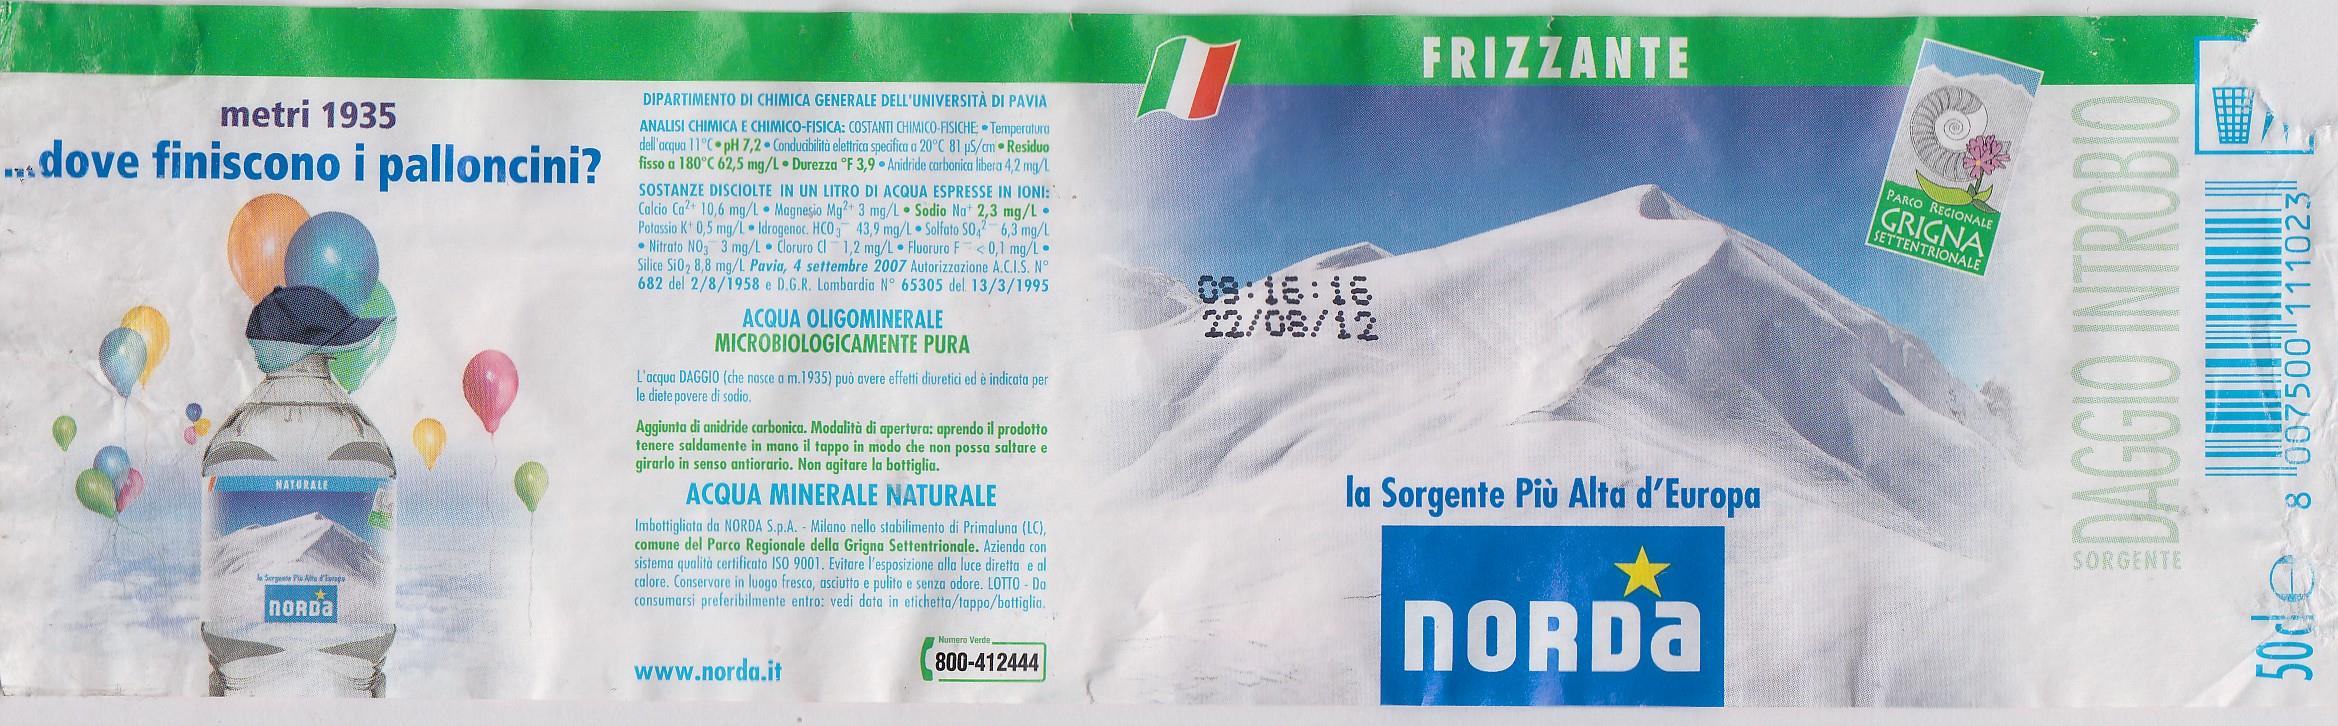 metri 1935
...dove finiscono i palloncini?
NATURALE
la Sorgente Più Alta d'Europa
NORDA
DIPARTIMENTO DI CHIMICA GENERALE DELL'UNIVERSITÀ DI PAVIA
ANALISI CHIMICA E CHIMICO-FISICA: COSTANTI CHIMICO-FISICHE: • Temperatura
dell'acqua 11°C • pH 7,2 • Conducibilità elettrica specifica a 20°C 81 µS/cm • Residuo
fisso a 180°C 62,5 mg/L • Durezza °F 3,9 • Anidride carbonica libera 4,2 mg/L
SOSTANZE DISCIOLTE IN UN LITRO DI ACQUA ESPRESSE IN IONI:
Calcio Ca²⁺ 10,6 mg/L • Magnesio Mg²⁺ 3 mg/L • Sodio Na⁺ 2,3 mg/L •
Potassio K⁺ 0,5 mg/L • Idrogenoc. HCO₃⁻ 43,9 mg/L • Solfato SO₄²⁻ 6,3 mg/L
• Nitrato NO₃⁻ 3 mg/L • Cloruro Cl⁻ 1,2 mg/L • Fluoruro F⁻ < 0,1 mg/L •
Silice SiO₂ 8,8 mg/L Pavia, 4 settembre 2007 Autorizzazione A.C.I.S. N°
682 del 2/8/1958 e D.G.R. Lombardia N° 65305 del 13/3/1995
ACQUA OLIGOMINERALE
MICROBIOLOGICAMENTE PURA
L'acqua DAGGIO (che nasce a m.1935) può avere effetti diuretici ed è indicata per
le diete povere di sodio.
Aggiunta di anidride carbonica. Modalità di apertura: aprendo il prodotto
tenere saldamente in mano il tappo in modo che non possa saltare e
girarlo in senso antiorario. Non agitare la bottiglia.
ACQUA MINERALE NATURALE
Imbottigliata da NORDA S.p.A. - Milano nello stabilimento di Primaluna (LC),
comune del Parco Regionale della Grigna Settentrionale. Azienda con
sistema qualità certificato ISO 9001. Evitare l'esposizione alla luce diretta e al
calore. Conservare in luogo fresco, asciutto e pulito e senza odore. LOTTO - Da
consumarsi preferibilmente entro: vedi data in etichetta/tappo/bottiglia.
www.norda.it
Numero Verde
800-412444
FRIZZANTE
09:16:16
22/08/12
la Sorgente Più Alta d'Europa
NORDA
PARCO REGIONALE
GRIGNA
SETTENTRIONALE
DAGGIO INTROBIO
SORGENTE
8 007500 111023
50cl e